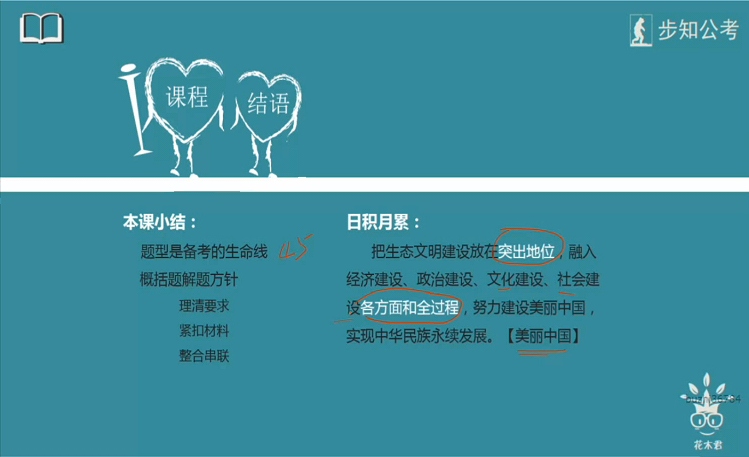 步知公考
课程
结语
本课小结：
题型是备考的生命线
概括题解题方针
理清要求
紧扣材料
整合串联
日积月累：
把生态文明建设放在突出地位，融入
经济建设、政治建设、文化建设、社会建
设各方面和全过程，努力建设美丽中国，
实现中华民族永续发展。【美丽中国】
花木君